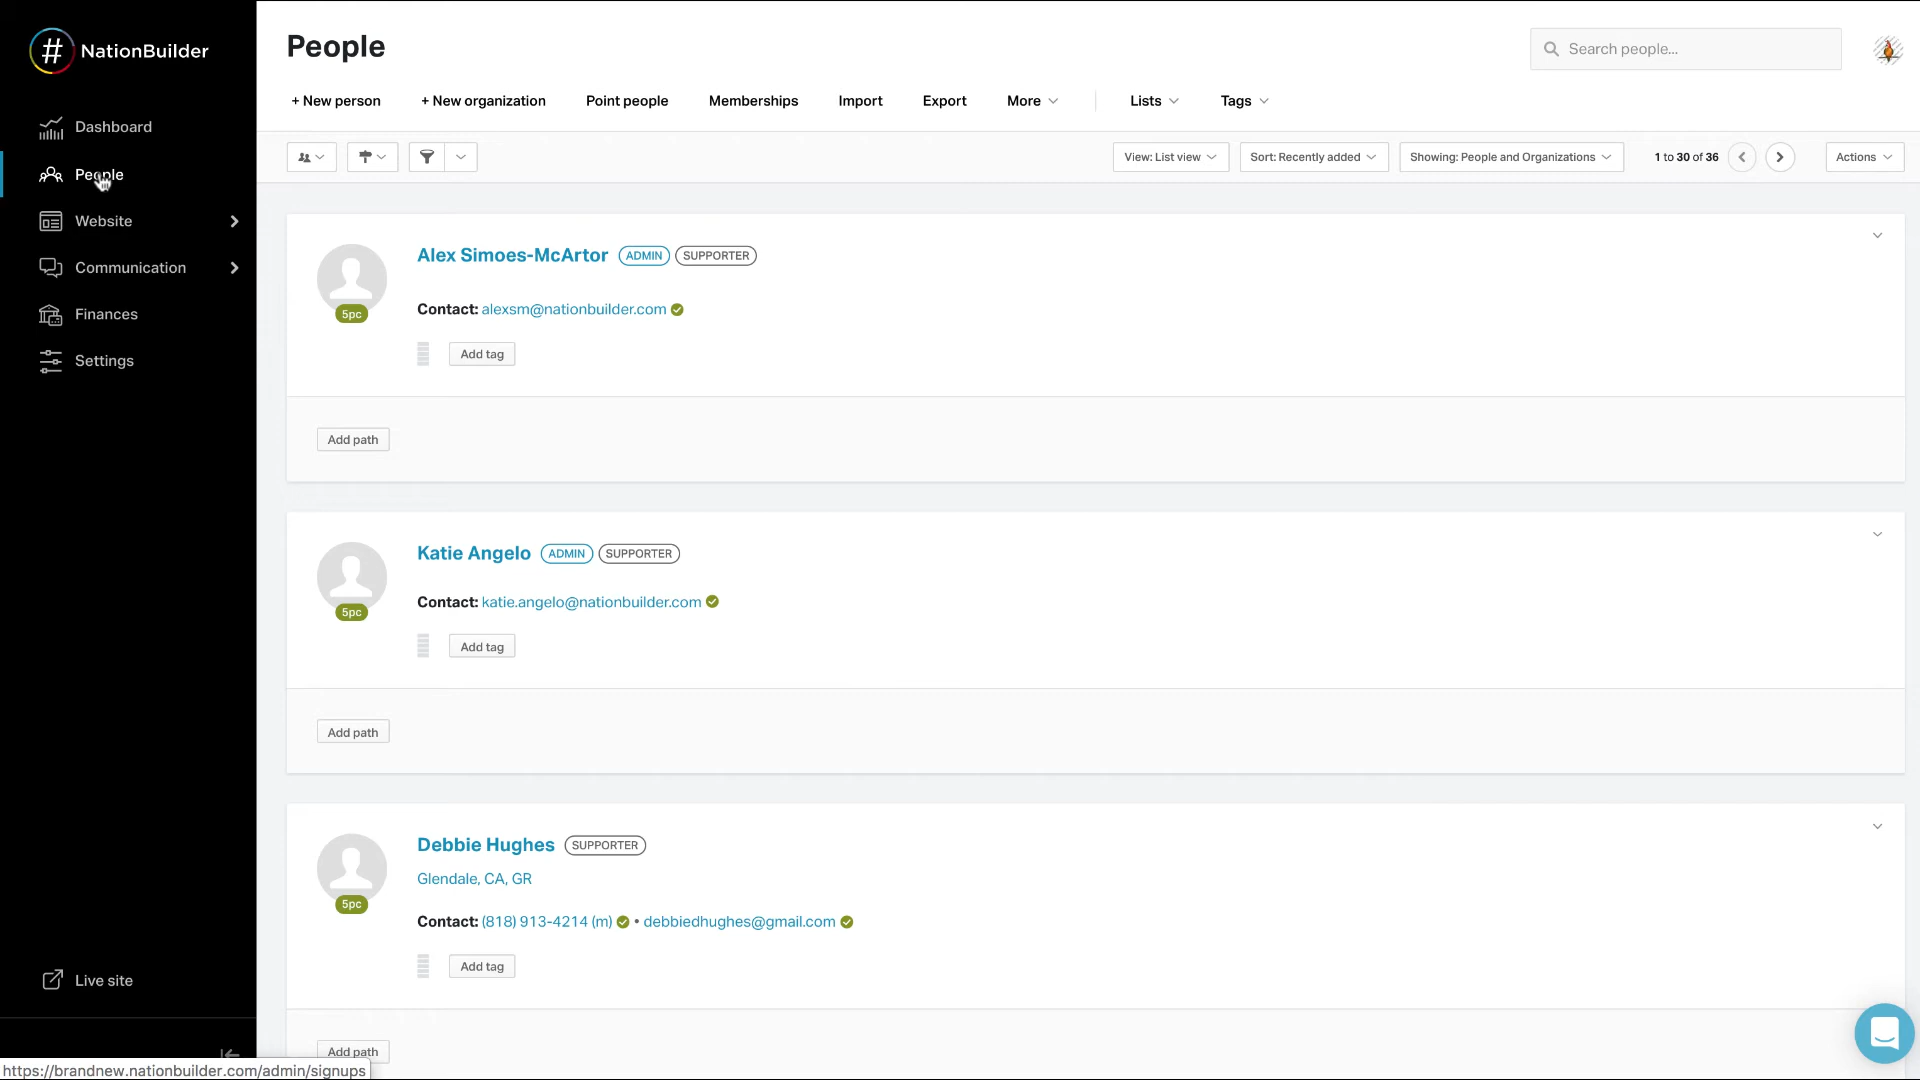 # NationBuilder
Dashboard
People
Website
Communication
Finances
Settings
Live site
People
Search people...
+ New person + New organization Point people Memberships Import Export More Lists Tags
View: List view Sort: Recently added Showing: People and Organizations 1 to 30 of 36 Actions
Alex Simoes-McArtor ADMIN SUPPORTER
5pc
Contact: alexsm@nationbuilder.com
Add tag
Add path
Katie Angelo ADMIN SUPPORTER
Contact: katie.angelo@nationbuilder.com
5pc
Add tag
Add path
Debbie Hughes SUPPORTER
Glendale, CA, GR
5pc
Contact: (818) 913-4214 (m) • debbiedhughes@gmail.com
Add tag
Add path
https://brandnew.nationbuilder.com/admin/signups